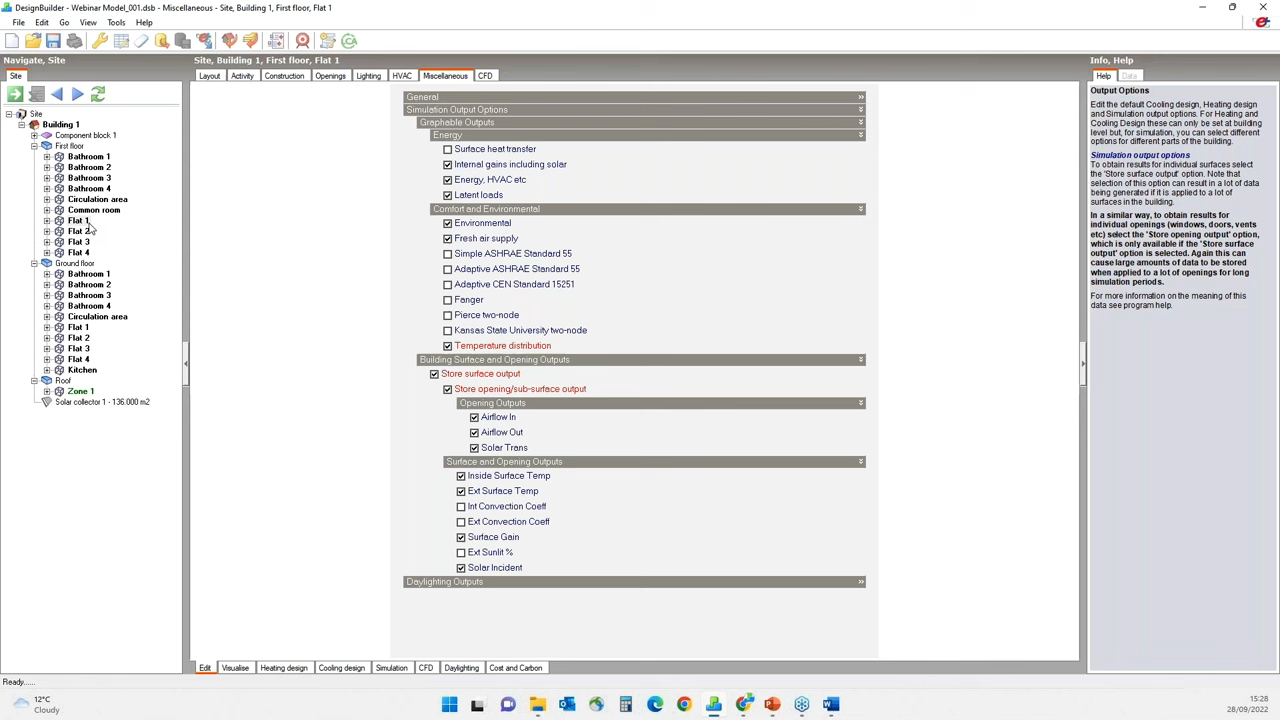 DesignBuilder - Webinar Model_001.dsb - Miscellaneous - Site, Building 1, First floor, Flat 1
File Edit Go View Tools Help
Navigate, Site
Site
Site
Building 1
Component block 1
First floor
Bathroom 1
Bathroom 2
Bathroom 3
Bathroom 4
Circulation area
Common room
Flat 1
Flat 2
Flat 3
Flat 4
Ground floor
Bathroom 1
Bathroom 2
Bathroom 3
Bathroom 4
Circulation area
Flat 1
Flat 2
Flat 3
Flat 4
Kitchen
Roof
Zone 1
Solar collector 1 - 136.000 m2
Site, Building 1, First floor, Flat 1
Layout Activity Construction Openings Lighting HVAC Miscellaneous CFD
General
Simulation Output Options
Graphable Outputs
Energy
Surface heat transfer
Internal gains including solar
Energy, HVAC etc
Latent loads
Comfort and Environmental
Environmental
Fresh air supply
Simple ASHRAE Standard 55
Adaptive ASHRAE Standard 55
Adaptive CEN Standard 15251
Fanger
Pierce two-node
Kansas State University two-node
Temperature distribution
Building Surface and Opening Outputs
Store surface output
Store opening/sub-surface output
Opening Outputs
Airflow In
Airflow Out
Solar Trans
Surface and Opening Outputs
Inside Surface Temp
Ext Surface Temp
Int Convection Coeff
Ext Convection Coeff
Surface Gain
Ext Sunlit %
Solar Incident
Daylighting Outputs
Edit Visualise Heating design Cooling design Simulation CFD Daylighting Cost and Carbon
Info, Help
Help Data
Output Options
Edit the default Cooling design, Heating design
and Simulation output options. For Heating and
Cooling Design these can only be set at building
level but, for simulation, you can select different
options for different parts of the building.
Simulation output options
To obtain results for individual surfaces select
the 'Store surface output' option. Note that
selection of this option can result in a lot of data
being generated if it is applied to a lot of
surfaces in the building.
In a similar way, to obtain results for
individual openings (windows, doors, vents
etc) select the 'Store opening output' option,
which is only available if the 'Store surface
output' option is selected. Again this can
cause large amounts of data to be stored
when applied to a lot of openings for long
simulation periods.
For more information on the meaning of this
data see program help.
Ready......
12°C
Cloudy
15:28
28/09/2022